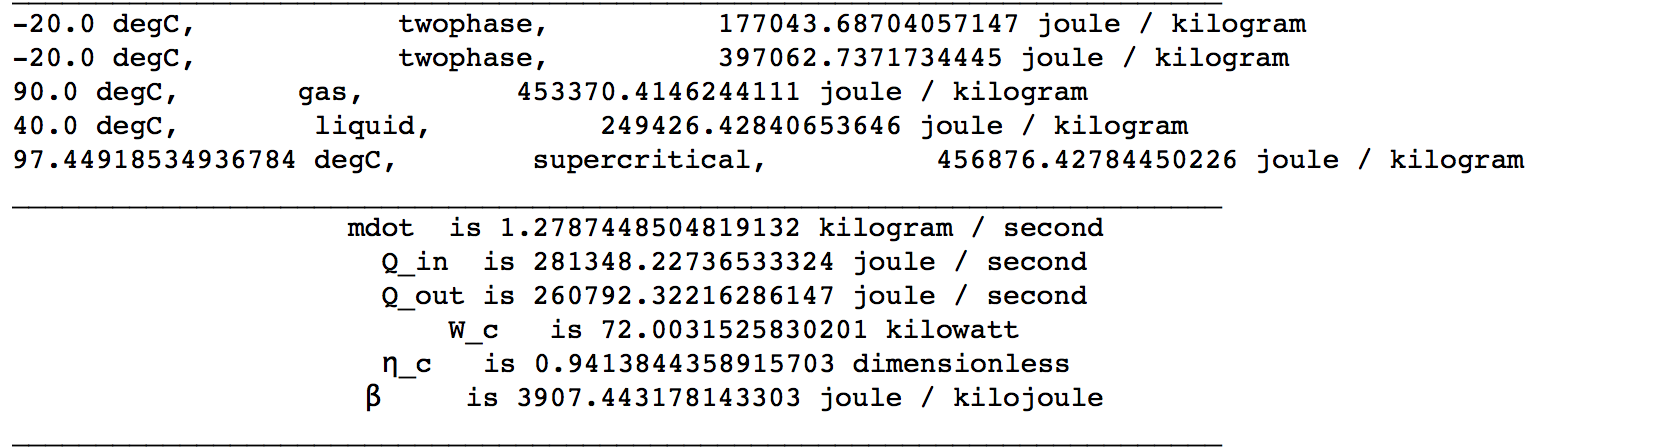 -20.0 degC, twophase, 177043.68704057147 joule / kilogram
-20.0 degC, twophase, 397062.7371734445 joule / kilogram
90.0 degC, gas, 453370.4146244111 joule / kilogram
40.0 degC, liquid, 249426.42840653646 joule / kilogram
97.44918534936784 degC, supercritical, 456876.42784450226 joule / kilogram
mdot is 1.2787448504819132 kilogram / second
Q_in is 281348.22736533324 joule / second
Q_out is 260792.32216286147 joule / second
W_c is 72.0031525830201 kilowatt
η_c is 0.9413844358915703 dimensionless
β is 3907.443178143303 joule / kilojoule